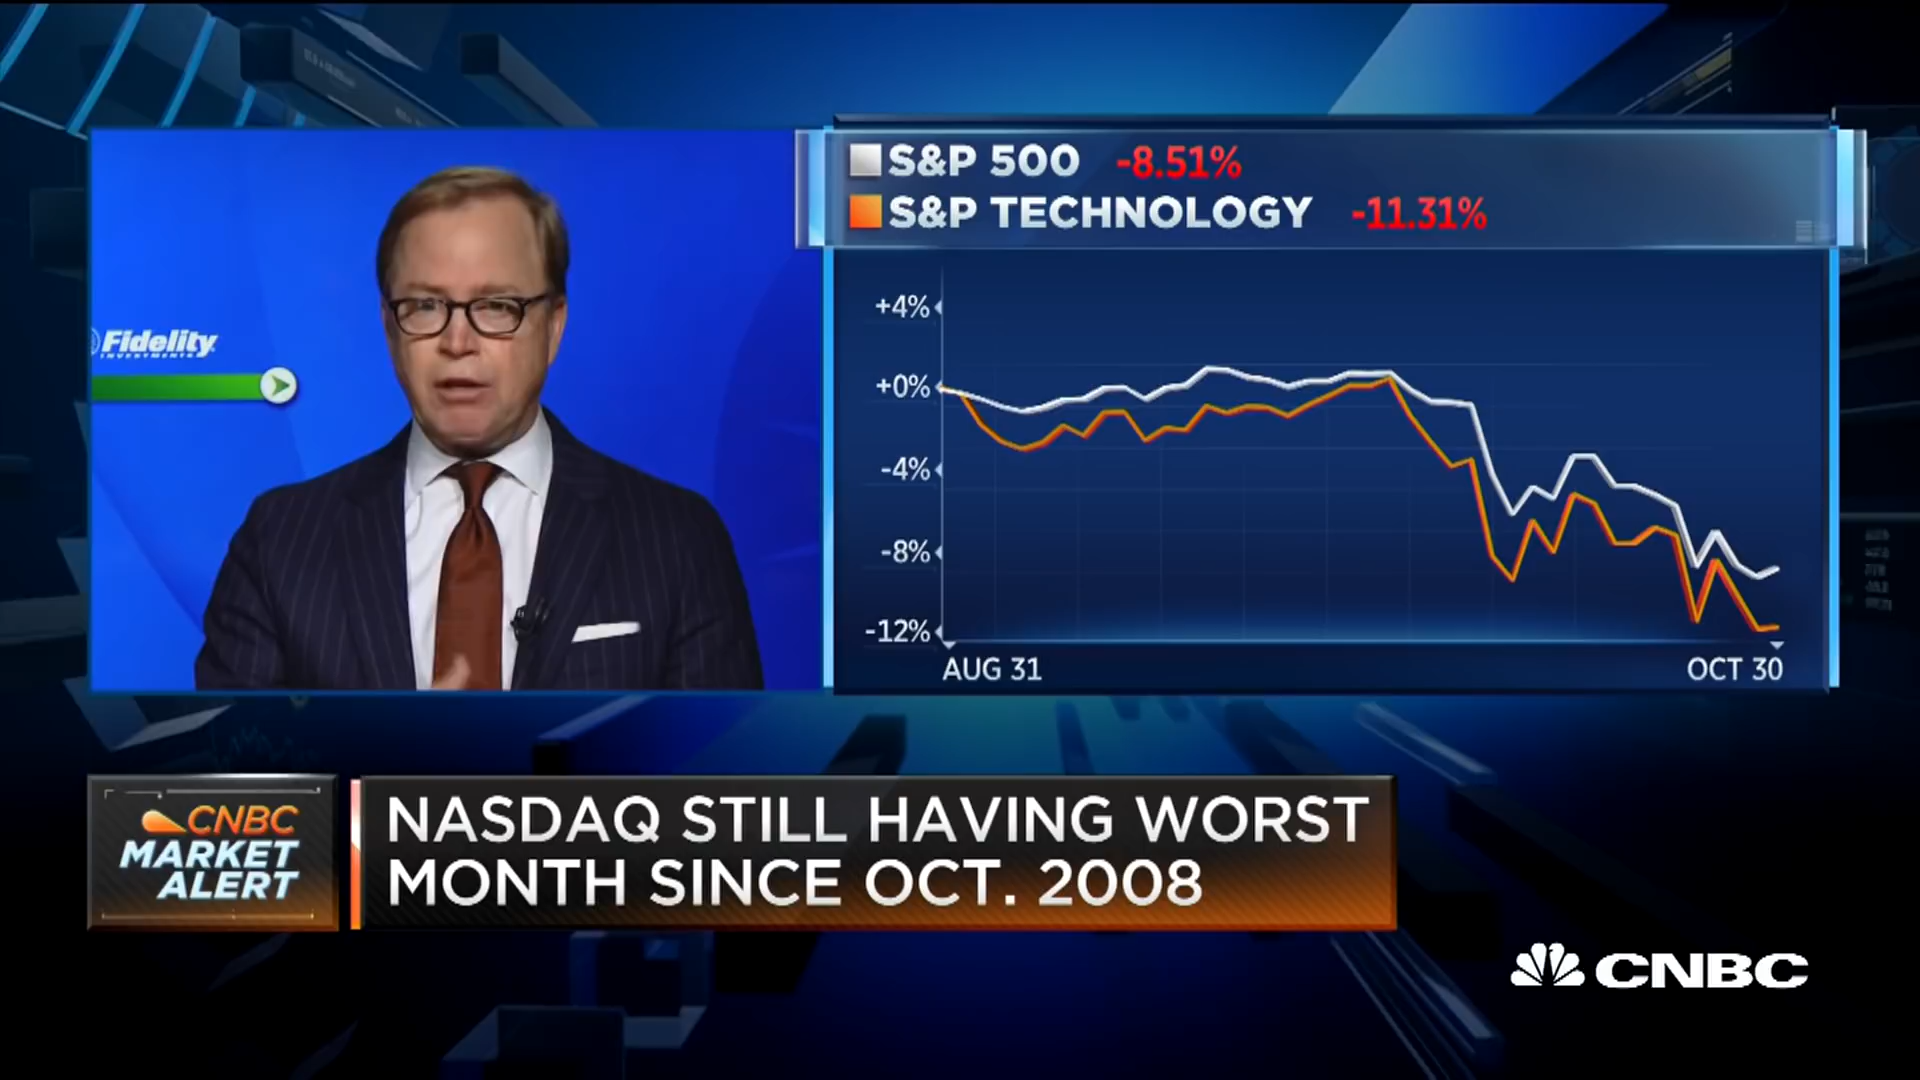 S&P 500 -8.51%
S&P TECHNOLOGY -11.31%
Fidelity
INVESTMENTS
+4%
+0%
-4%
-8%
-12%
AUG 31 OCT 30
CNBC
MARKET
ALERT
NASDAQ STILL HAVING WORST
MONTH SINCE OCT. 2008
CNBC